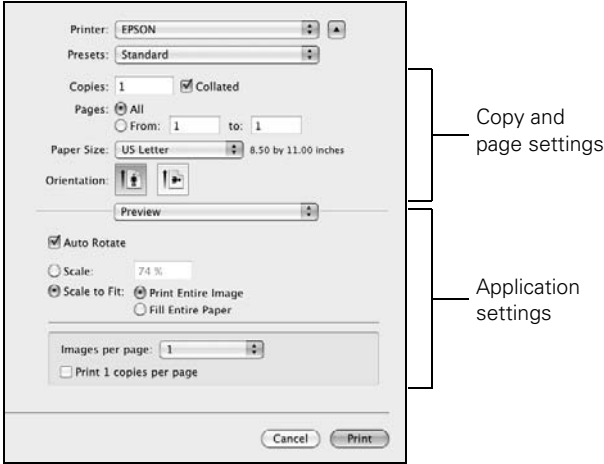 Printer: EPSON
Presets: Standard
Copies: 1 Collated
Pages: All
From: 1 to: 1
Paper Size: US Letter 8.50 by 11.00 inches
Orientation:
Preview
Auto Rotate
Scale: 74 %
Scale to Fit: Print Entire Image
Fill Entire Paper
Images per page: 1
Print 1 copies per page
Cancel Print
Copy and
page settings
Application
settings